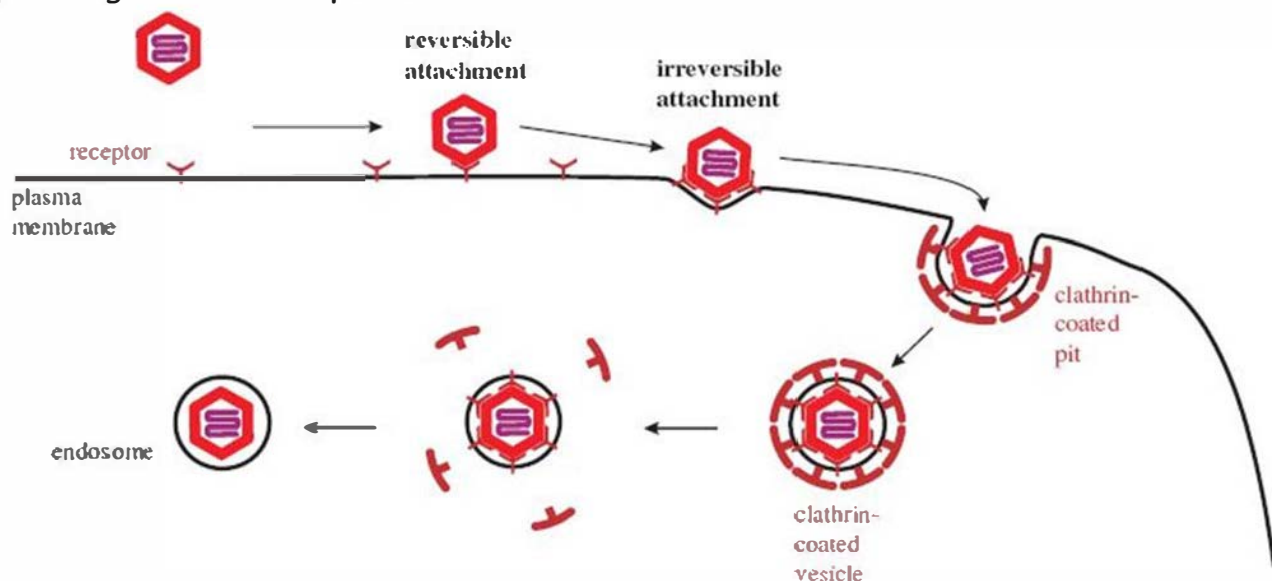 reversible
attachment
irreversible
attachment
receptor
plasma
membrane
clathrin-
coated
pit
endosome
clathrin-
coated
vesicle